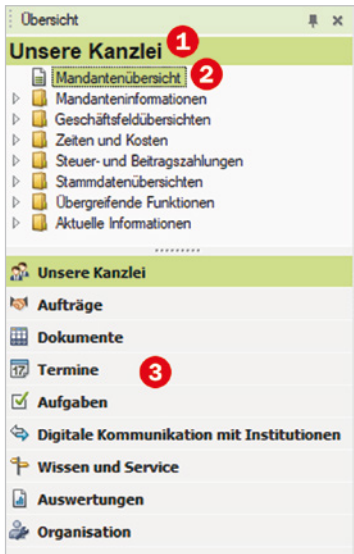 Übersicht
Unsere Kanzlei 1
Mandantenübersicht 2
Mandanteninformationen
Geschäftsfeldübersichten
Zeiten und Kosten
Steuer- und Beitragszahlungen
Stammdatenübersichten
Übergreifende Funktionen
Aktuelle Informationen
Unsere Kanzlei
Aufträge
Dokumente
17 Termine 3
Aufgaben
Digitale Kommunikation mit Institutionen
Wissen und Service
Auswertungen
Organisation